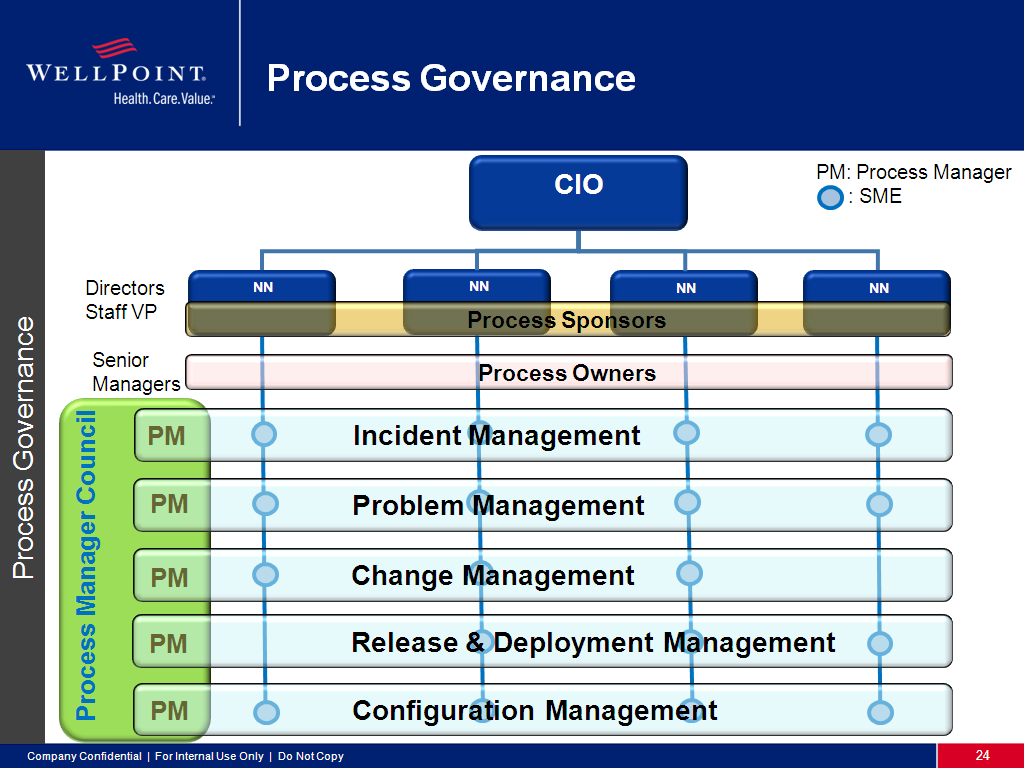 WELLPOINT®
Health. Care. Value.™
Process Governance
PM: Process Manager
: SME
CIO
Directors
Staff VP
NN
NN
NN
NN
Process Sponsors
Senior
Managers
Process Owners
Process Governance
Process Manager Council
PM
Incident Management
PM
Problem Management
PM
Change Management
PM
Release & Deployment Management
PM
Configuration Management
Company Confidential | For Internal Use Only | Do Not Copy
24